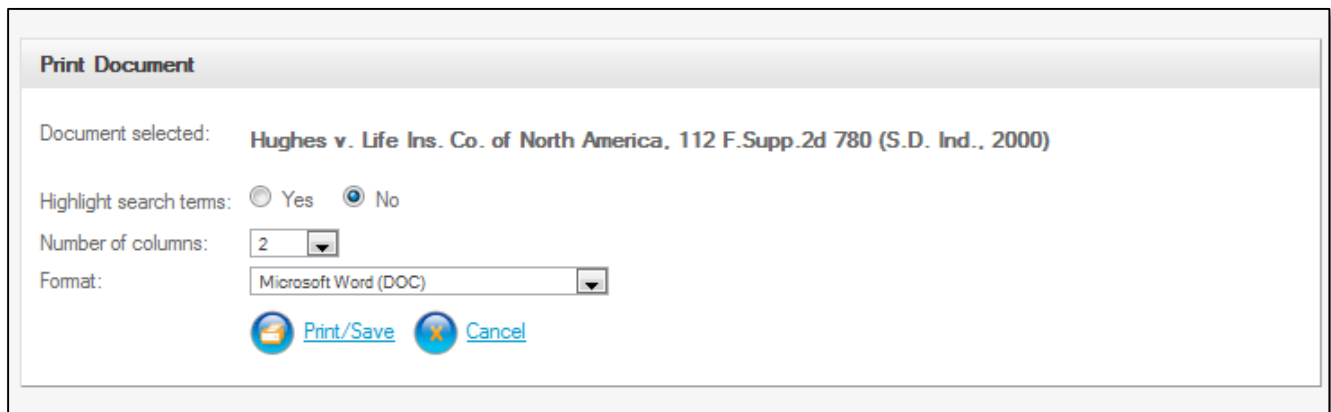 Print Document
Document selected: Hughes v. Life Ins. Co. of North America, 112 F.Supp.2d 780 (S.D. Ind., 2000)
Highlight search terms: Yes No
Number of columns: 2
Format: Microsoft Word (DOC)
Print/Save Cancel